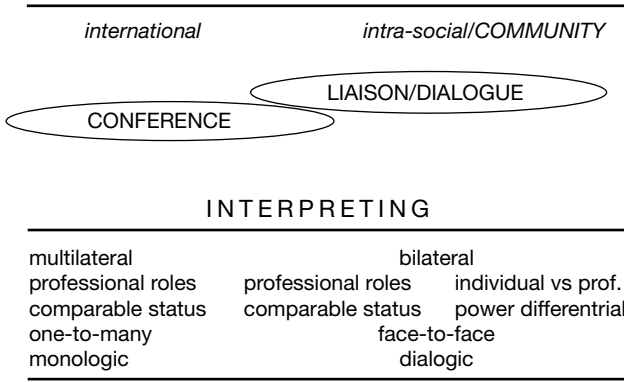 international intra-social/COMMUNITY
LIAISON/DIALOGUE
CONFERENCE
INTERPRETING
multilateral bilateral
professional roles professional roles individual vs prof.
comparable status comparable status power differentrial
one-to-many face-to-face
monologic dialogic